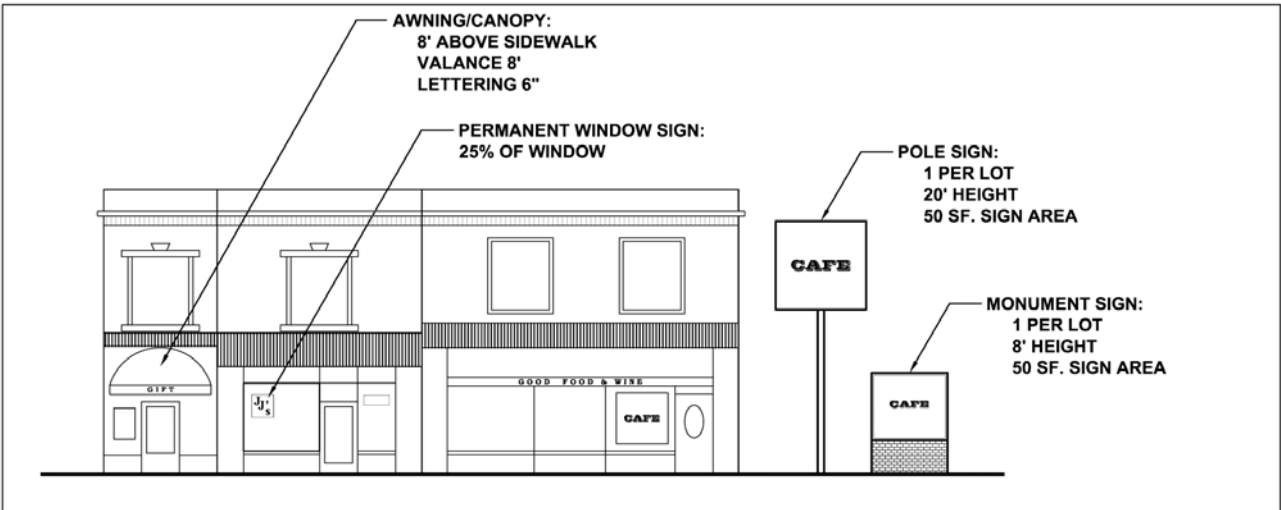 AWNING/CANOPY:
8' ABOVE SIDEWALK
VALANCE 8'
LETTERING 6"
PERMANENT WINDOW SIGN:
25% OF WINDOW
POLE SIGN:
1 PER LOT
20' HEIGHT
50 SF. SIGN AREA
CAFE
MONUMENT SIGN:
1 PER LOT
8' HEIGHT
50 SF. SIGN AREA
GIFT
JJ's
GOOD FOOD & WINE
CAFE
CAFE